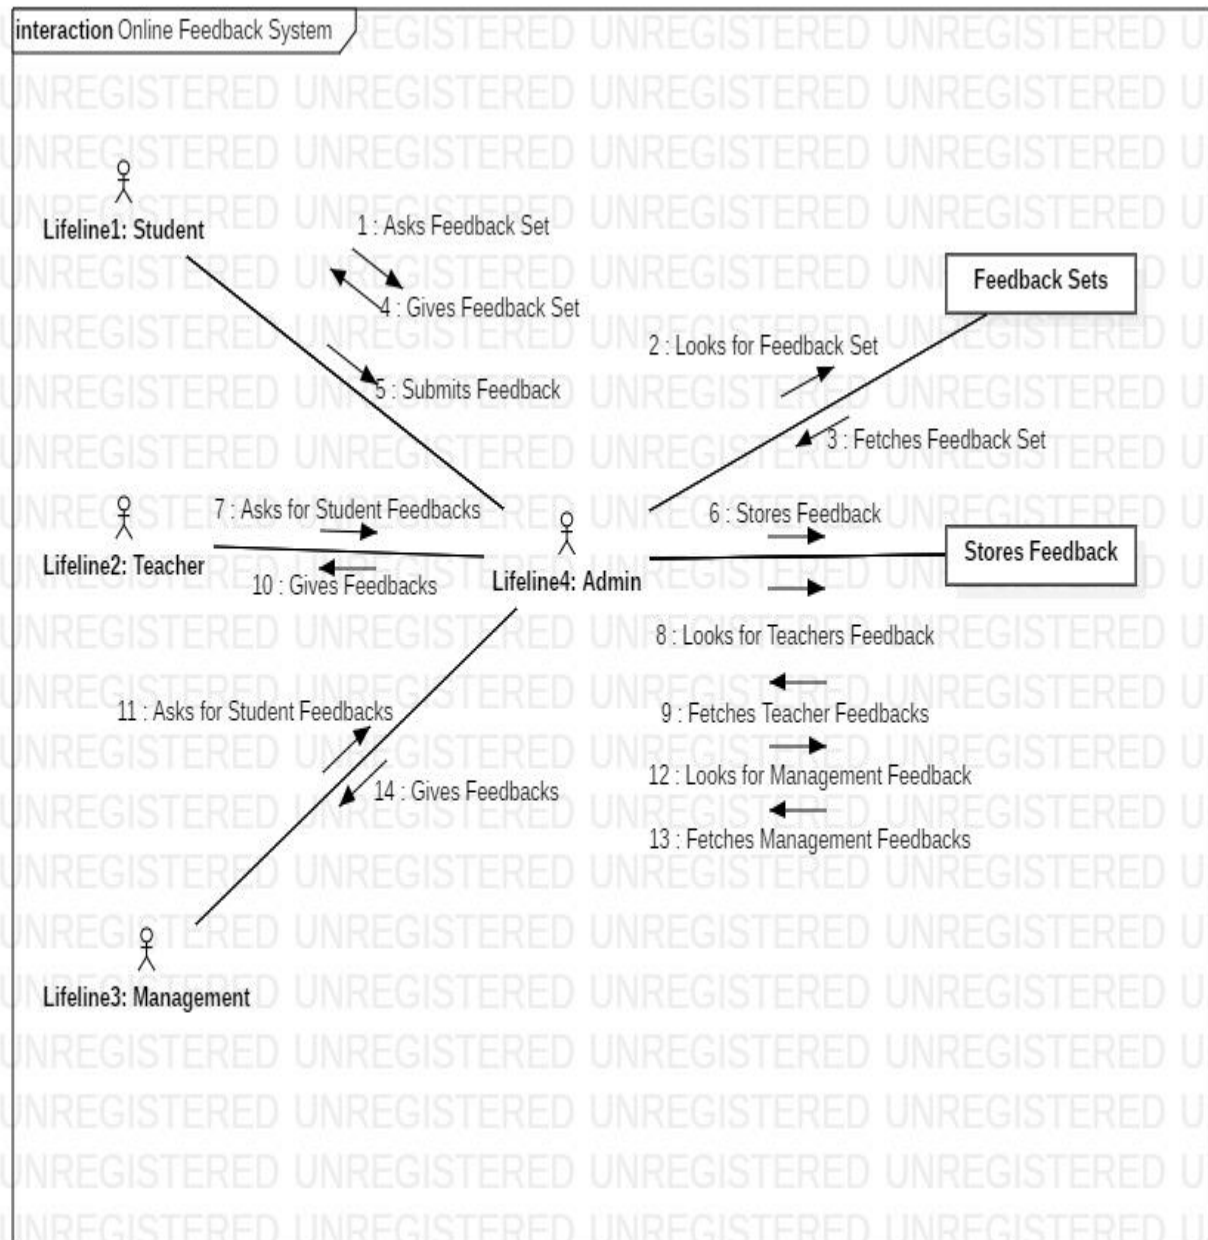 interaction Online Feedback System
Lifeline1: Student
1 : Asks Feedback Set
4 : Gives Feedback Set
5 : Submits Feedback
Feedback Sets
2 : Looks for Feedback Set
3 : Fetches Feedback Set
7 : Asks for Student Feedbacks
Lifeline2: Teacher
10 : Gives Feedbacks
Lifeline4: Admin
6 : Stores Feedback
Stores Feedback
8 : Looks for Teachers Feedback
9 : Fetches Teacher Feedbacks
12 : Looks for Management Feedback
13 : Fetches Management Feedbacks
11 : Asks for Student Feedbacks
14 : Gives Feedbacks
Lifeline3: Management
UNREGISTERED